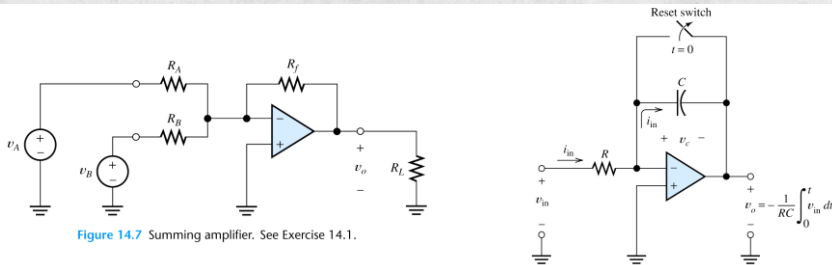 R_A
R_f
R_B
v_A
+
−
v_B
+
−
−
+
+
v_o
−
R_L
Figure 14.7 Summing amplifier. See Exercise 14.1.
Reset switch
t = 0
C
i_in
+ v_c −
i_in
R
−
+
+
v_in
−
+
v_o = − 1/RC ∫_0^t v_in dt
−